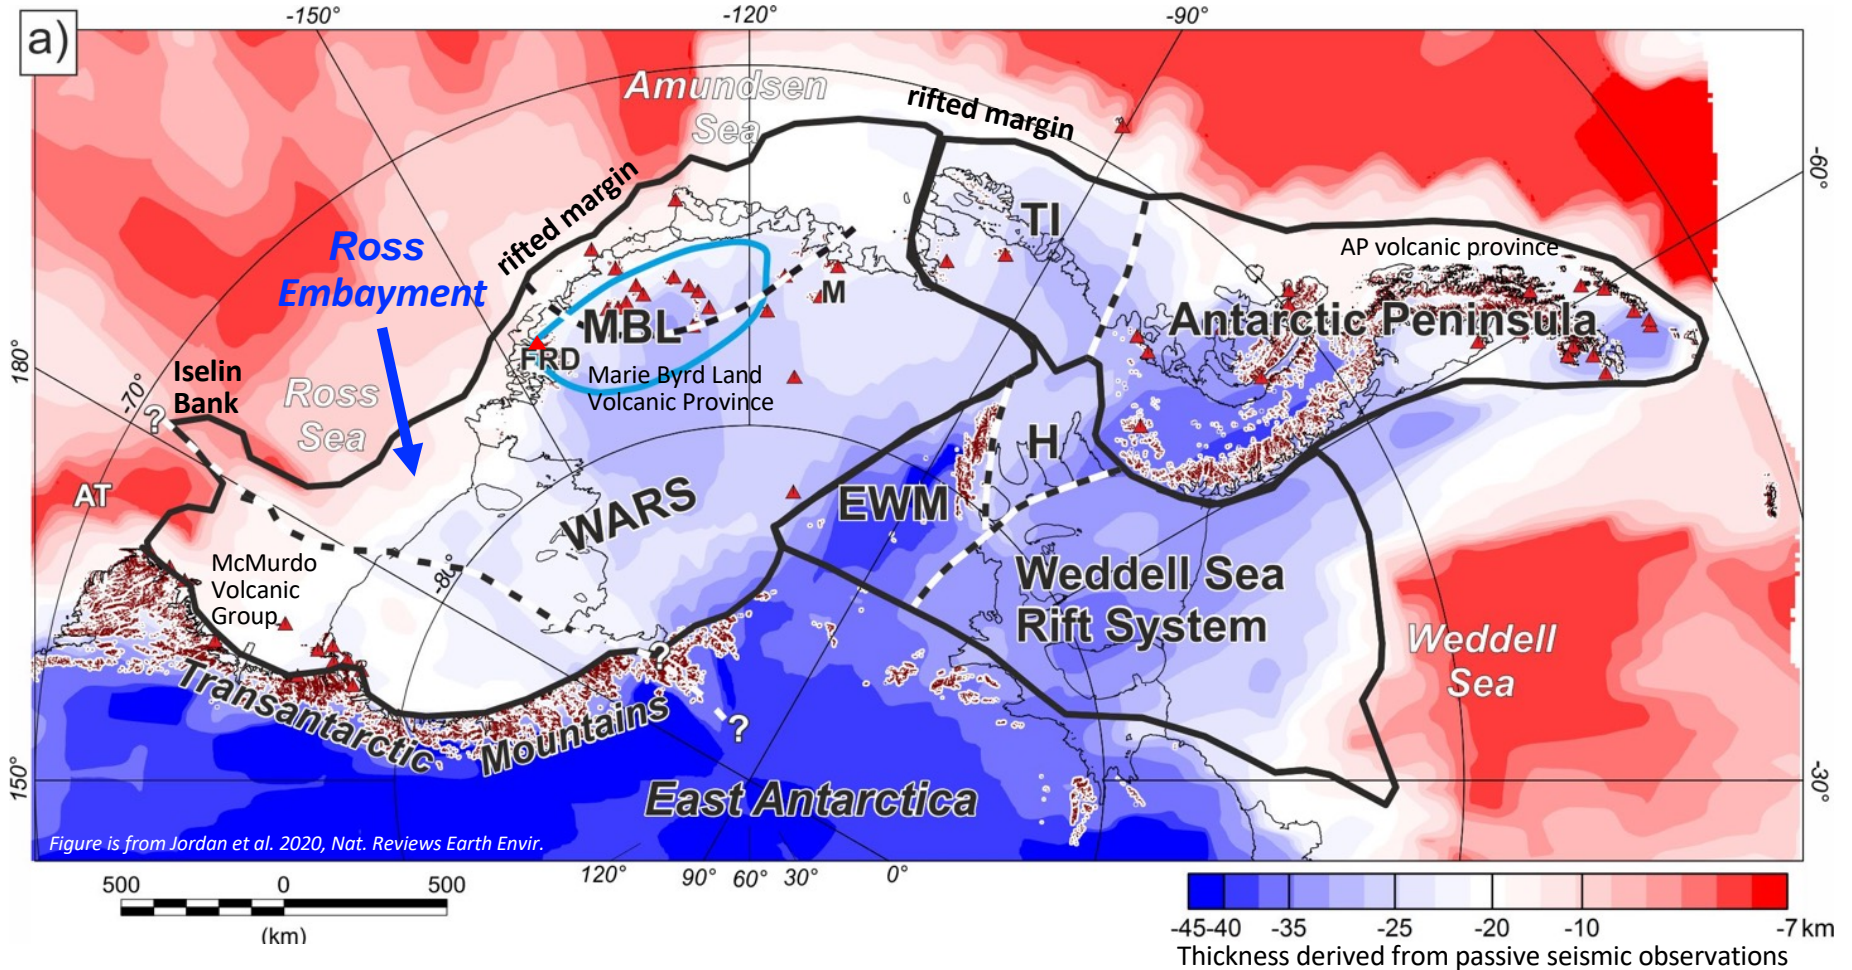 a)
-150°
-120°
-90°
-60°
Amundsen
Sea
rifted margin
rifted margin
Ross
Embayment
TI
AP volcanic province
Antarctic Peninsula
M
MBL
FRD
Marie Byrd Land
Volcanic Province
180°
-70°
?
Iselin
Bank
Ross
Sea
H
EWM
WARS
AT
McMurdo
Volcanic
Group
-80°
Weddell Sea
Rift System
Weddell
Sea
?
?
Transantarctic
Mountains
East Antarctica
150°
-30°
Figure is from Jordan et al. 2020, Nat. Reviews Earth Envir.
120°
90°
60°
30°
0°
500
0
500
(km)
-45
-40
-35
-25
-20
-10
-7 km
Thickness derived from passive seismic observations